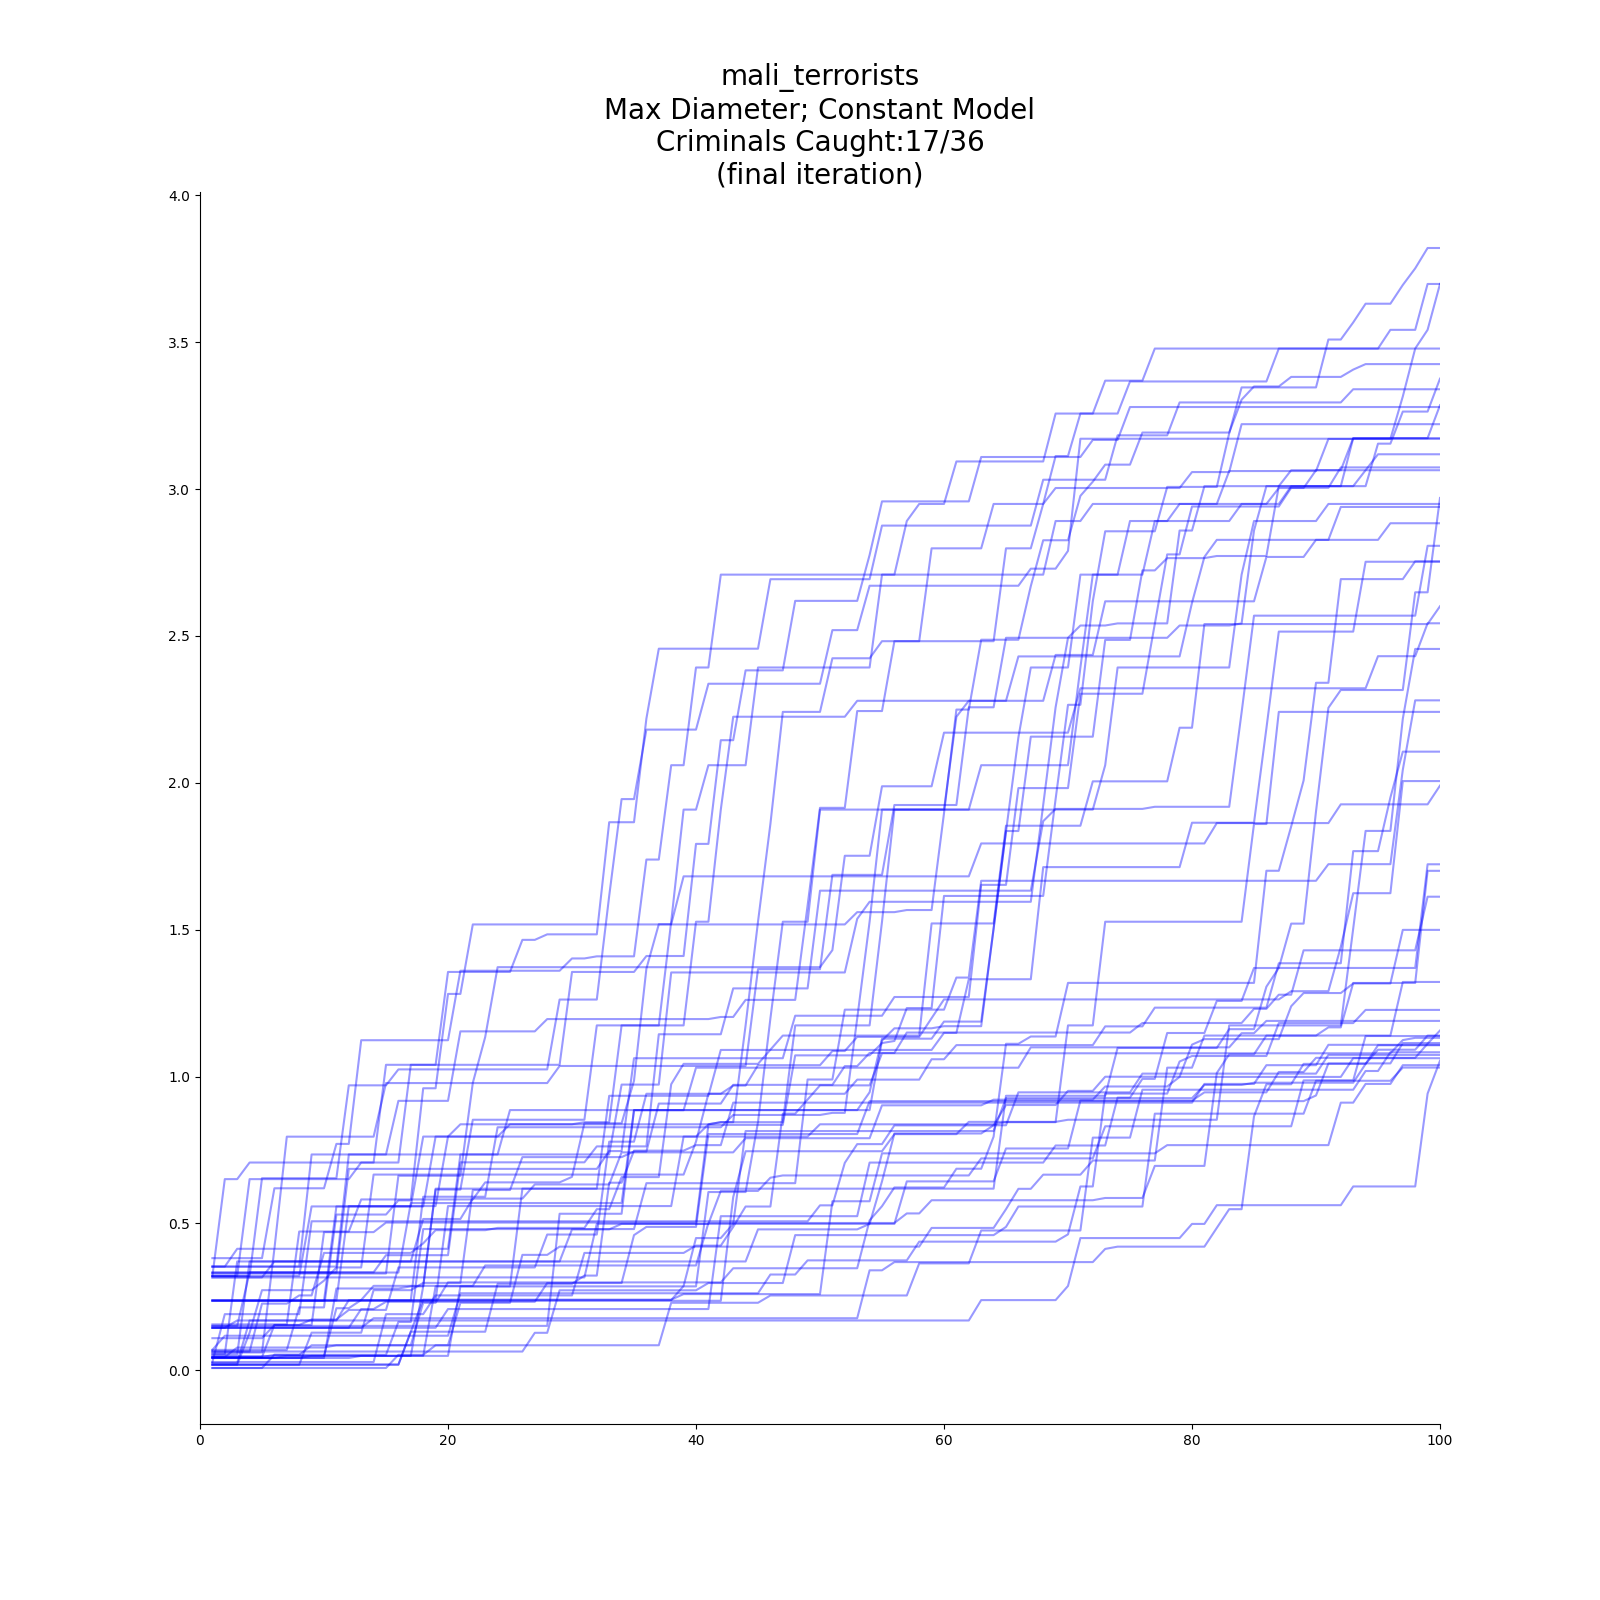 mali_terrorists
Max Diameter; Constant Model
Criminals Caught:17/36
(final iteration)
4.0
3.5
3.0
2.5
2.0
1.5
1.0
0.5
0.0
0 20 40 60 80 100